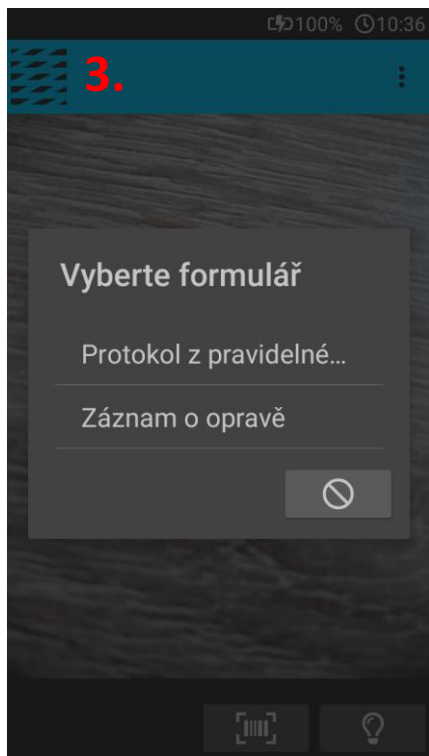 100% 10:36
3.
Vyberte formulář
Protokol z pravidelné...
Záznam o opravě